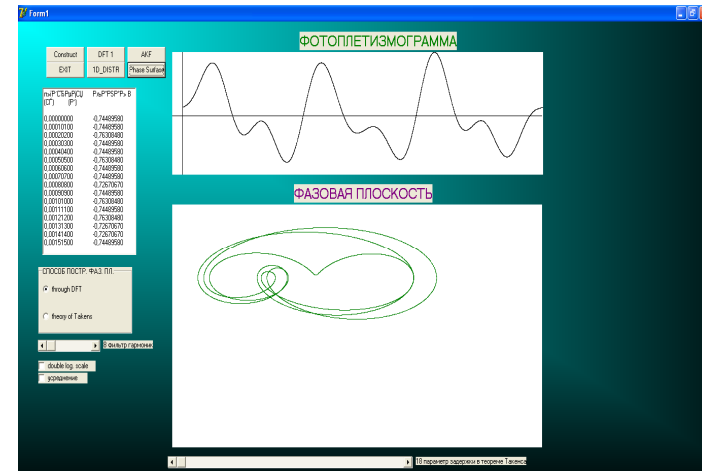 Form1
ФОТОПЛЕТИЗМОГРАММА
Construct DFT 1 AKF
EXIT 1D_DISTR Phase Surface
0,00000000 -0,74489580
0,00010100 -0,74489580
0,00020200 -0,76308480
0,00030300 -0,74489580
0,00040400 -0,74489580
0,00050500 -0,76308480
0,00060600 -0,74489580
0,00070700 -0,74489580
0,00080800 -0,72670670
0,00090900 -0,74489580
0,00101000 -0,76308480
0,00111100 -0,74489580
0,00121200 -0,76308480
0,00131300 -0,72670670
0,00141400 -0,72670670
0,00151500 -0,74489580
ФАЗОВАЯ ПЛОСКОСТЬ
СПОСОБ ПОСТР. ФАЗ. ПЛ.
through DFT
theory of Takens
8 фильтр гармоник
double log. scale
усреднение
18 параметр задержки в теореме Такенса